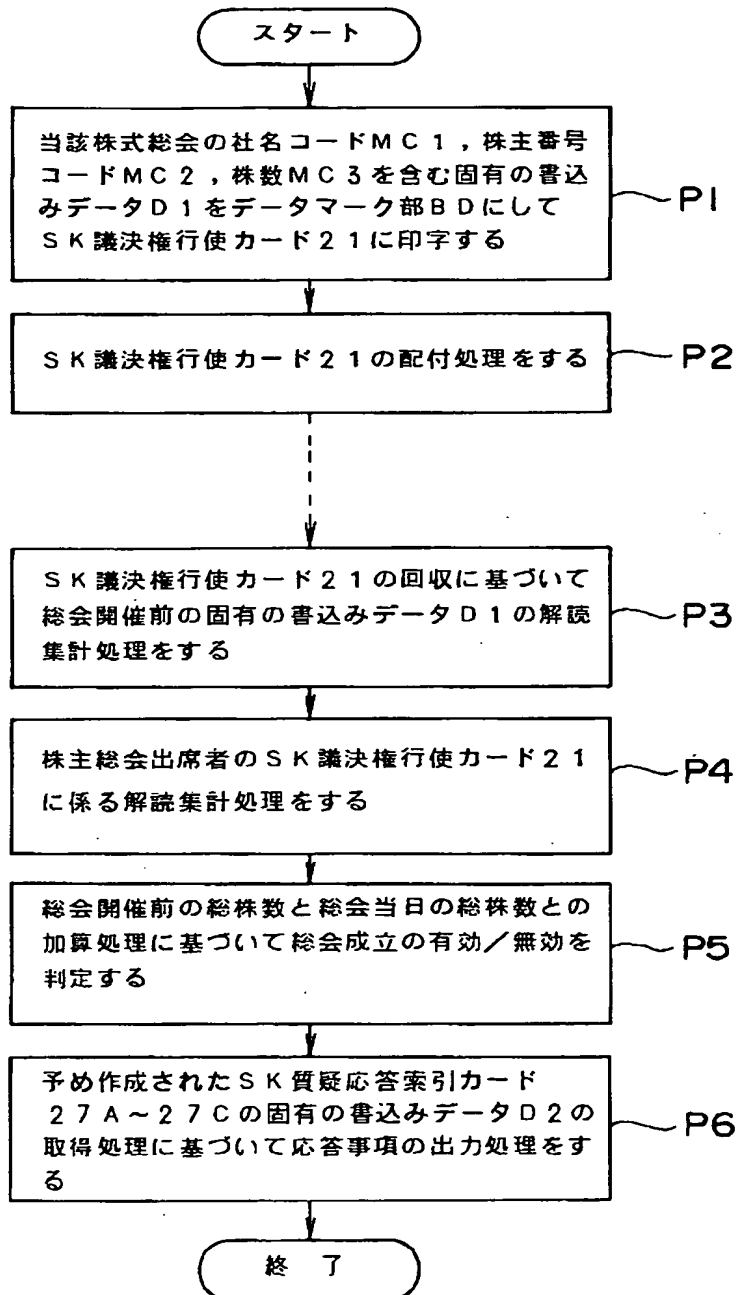 スタート
当該株式総会の社名コードMC1，株主番号
コードMC2，株数MC3を含む固有の書込
みデータD1をデータマーク部BDにして
SK議決権行使カード21に印字する
P1
SK議決権行使カード21の配付処理をする
P2
SK議決権行使カード21の回収に基づいて
総会開催前の固有の書込みデータD1の解読
集計処理をする
P3
株主総会出席者のSK議決権行使カード21
に係る解読集計処理をする
P4
総会開催前の総株数と総会当日の総株数との
加算処理に基づいて総会成立の有効／無効を
判定する
P5
予め作成されたSK質疑応答索引カード
27A～27Cの固有の書込みデータD2の
取得処理に基づいて応答事項の出力処理をす
る
P6
終 了